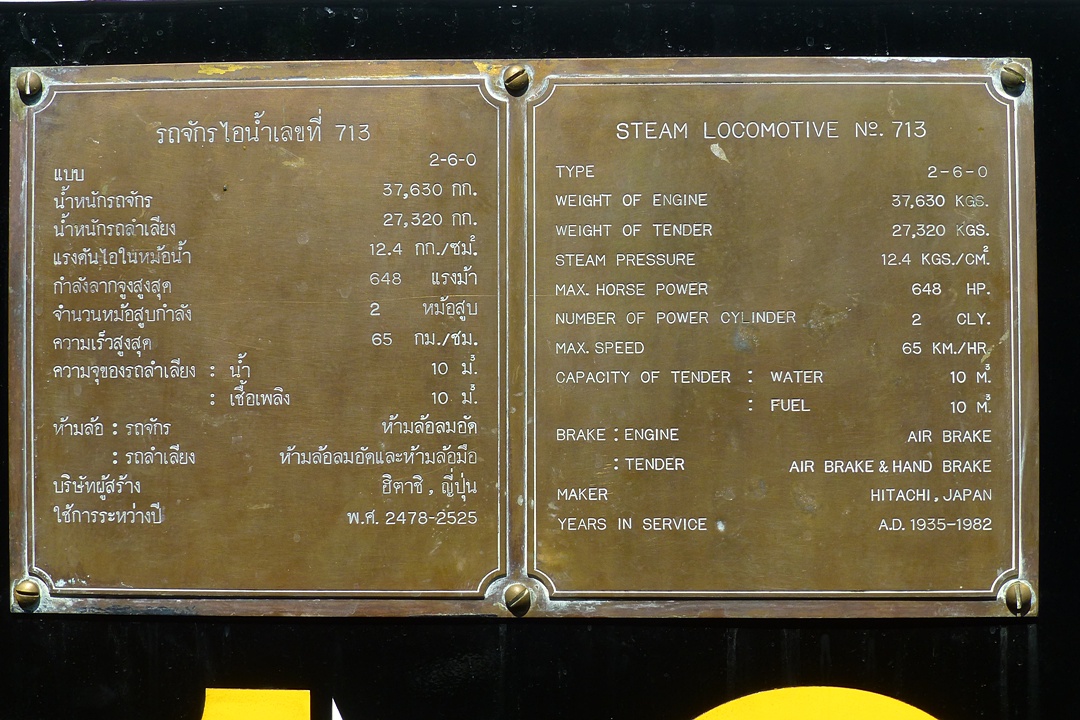 รถจักรไอน้ำเลขที่ 713
แบบ 2-6-0
น้ำหนักรถจักร 37,630 กก.
น้ำหนักรถลำเลียง 27,320 กก.
แรงดันไอในหม้อน้ำ 12.4 กก./ซม.²
กำลังลากจูงสูงสุด 648 แรงม้า
จำนวนหม้อสูบกำลัง 2 หม้อสูบ
ความเร็วสูงสุด 65 กม./ชม.
ความจุของรถลำเลียง : น้ำ 10 ม.³
: เชื้อเพลิง 10 ม.³
ห้ามล้อ : รถจักร ห้ามล้อลมอัด
: รถลำเลียง ห้ามล้อลมอัดและห้ามล้อมือ
บริษัทผู้สร้าง ฮิตาชิ , ญี่ปุ่น
ใช้การระหว่างปี พ.ศ. 2478-2525
STEAM LOCOMOTIVE Nº. 713
TYPE 2-6-0
WEIGHT OF ENGINE 37,630 KGS.
WEIGHT OF TENDER 27,320 KGS.
STEAM PRESSURE 12.4 KGS./CM.²
MAX. HORSE POWER 648 HP.
NUMBER OF POWER CYLINDER 2 CLY.
MAX. SPEED 65 KM./HR.
CAPACITY OF TENDER : WATER 10 M.³
: FUEL 10 M.³
BRAKE : ENGINE AIR BRAKE
: TENDER AIR BRAKE & HAND BRAKE
MAKER HITACHI, JAPAN
YEARS IN SERVICE A.D. 1935-1982